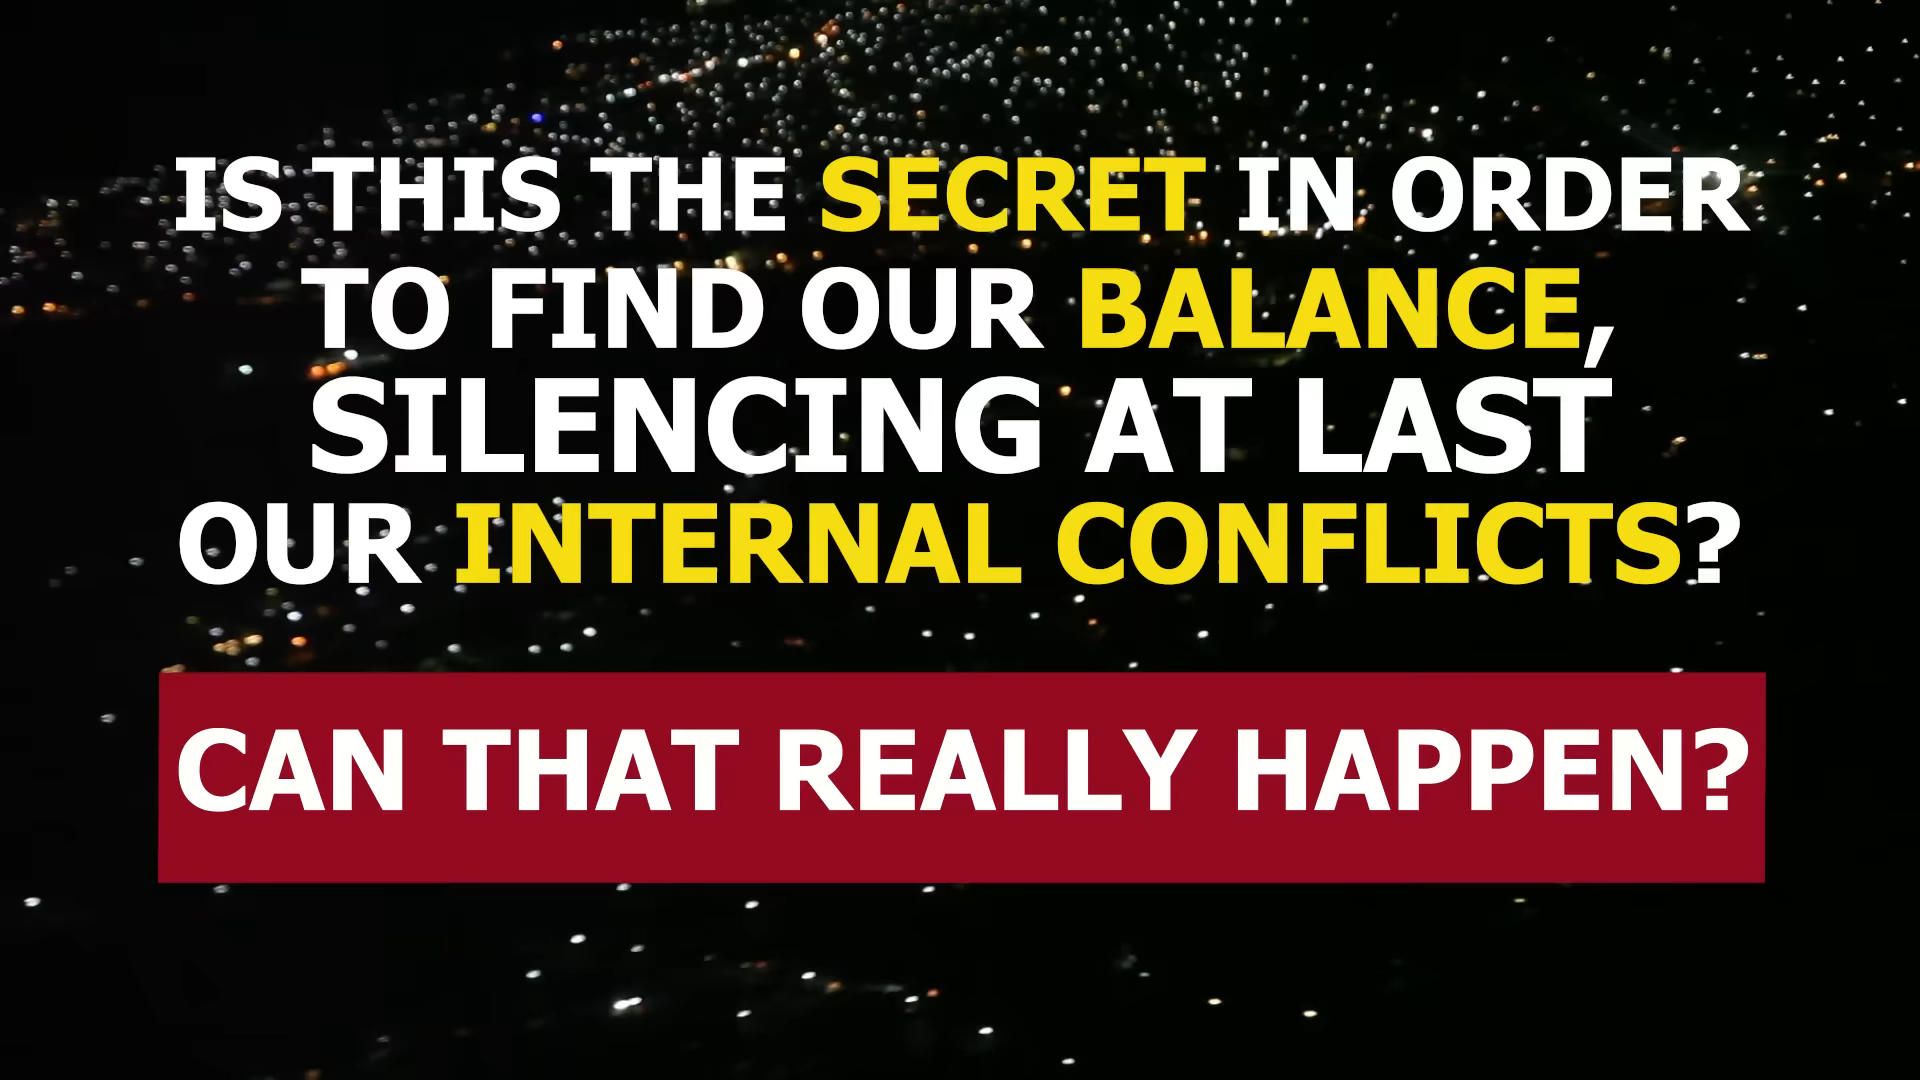 IS THIS THE SECRET IN ORDER
TO FIND OUR BALANCE,
SILENCING AT LAST
OUR INTERNAL CONFLICTS?
CAN THAT REALLY HAPPEN?